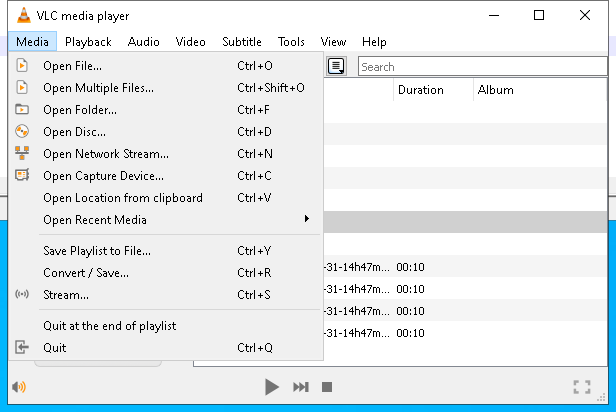 VLC media player
Media Playback Audio Video Subtitle Tools View Help
Open File... Ctrl+O
Search
Open Multiple Files... Ctrl+Shift+O
Duration Album
Open Folder... Ctrl+F
Open Disc... Ctrl+D
Open Network Stream... Ctrl+N
Open Capture Device... Ctrl+C
Open Location from clipboard Ctrl+V
Open Recent Media
Save Playlist to File... Ctrl+Y
Convert / Save... Ctrl+R
-31-14h47m... 00:10
Stream... Ctrl+S
-31-14h47m... 00:10
-31-14h47m... 00:10
Quit at the end of playlist
-31-14h47m... 00:10
Quit Ctrl+Q